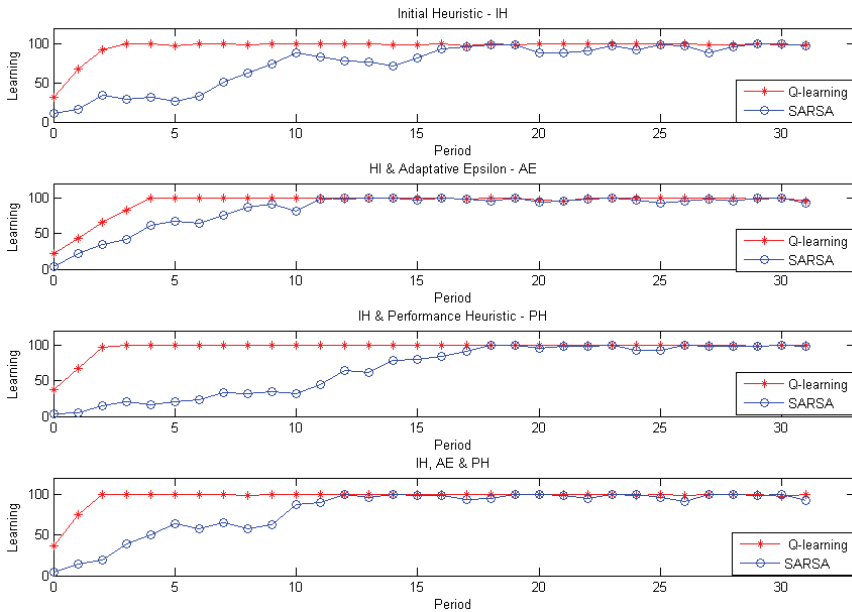 Initial Heuristic - IH
Learning
100
50
0
0 5 10 15 20 25 30
Period
Q-learning
SARSA
HI & Adaptative Epsilon - AE
Learning
100
50
0
0 5 10 15 20 25 30
Period
Q-learning
SARSA
IH & Performance Heuristic - PH
Learning
100
50
0
0 5 10 15 20 25 30
Period
Q-learning
SARSA
IH, AE & PH
Learning
100
50
0
0 5 10 15 20 25 30
Period
Q-learning
SARSA